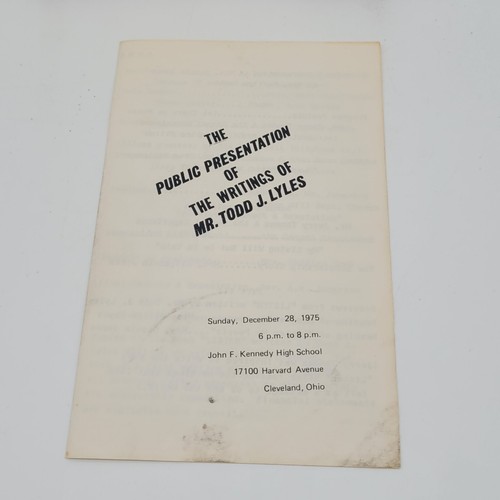 THE
PUBLIC PRESENTATION
OF
THE WRITINGS OF
MR. TODD J. LYLES
Sunday, December 28, 1975
6 p.m. to 8 p.m.
John F. Kennedy High School
17100 Harvard Avenue
Cleveland, Ohio